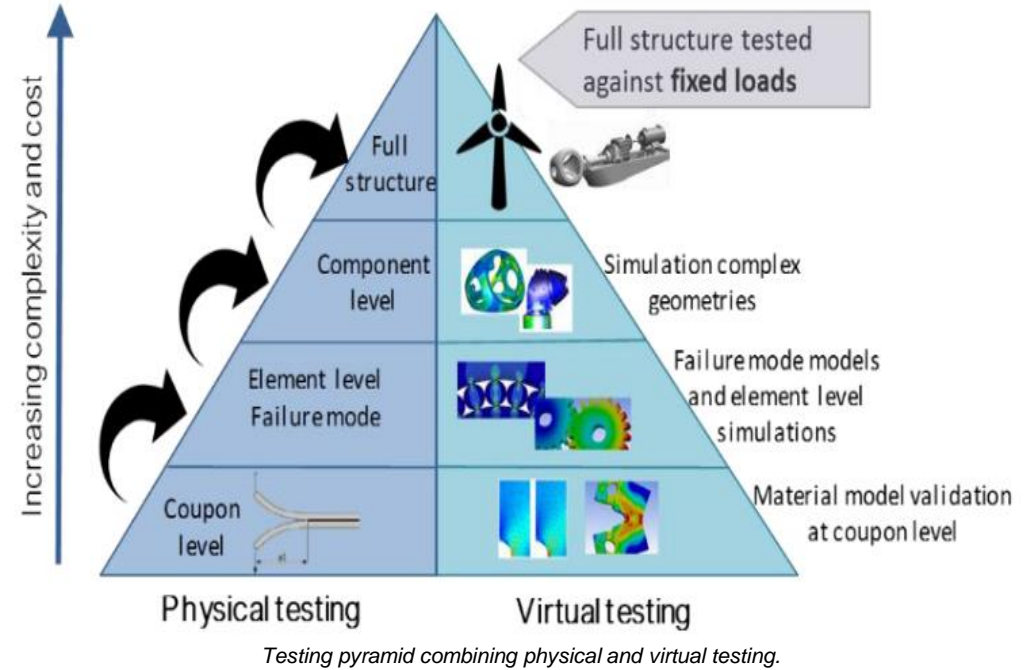 Increasing complexity and cost
Full structure tested
against fixed loads
Full
structure
Component
level
Simulation complex
geometries
Element level
Failure mode
Failure mode models
and element level
simulations
Coupon
level
Material model validation
at coupon level
Physical testing
Virtual testing
Testing pyramid combining physical and virtual testing.